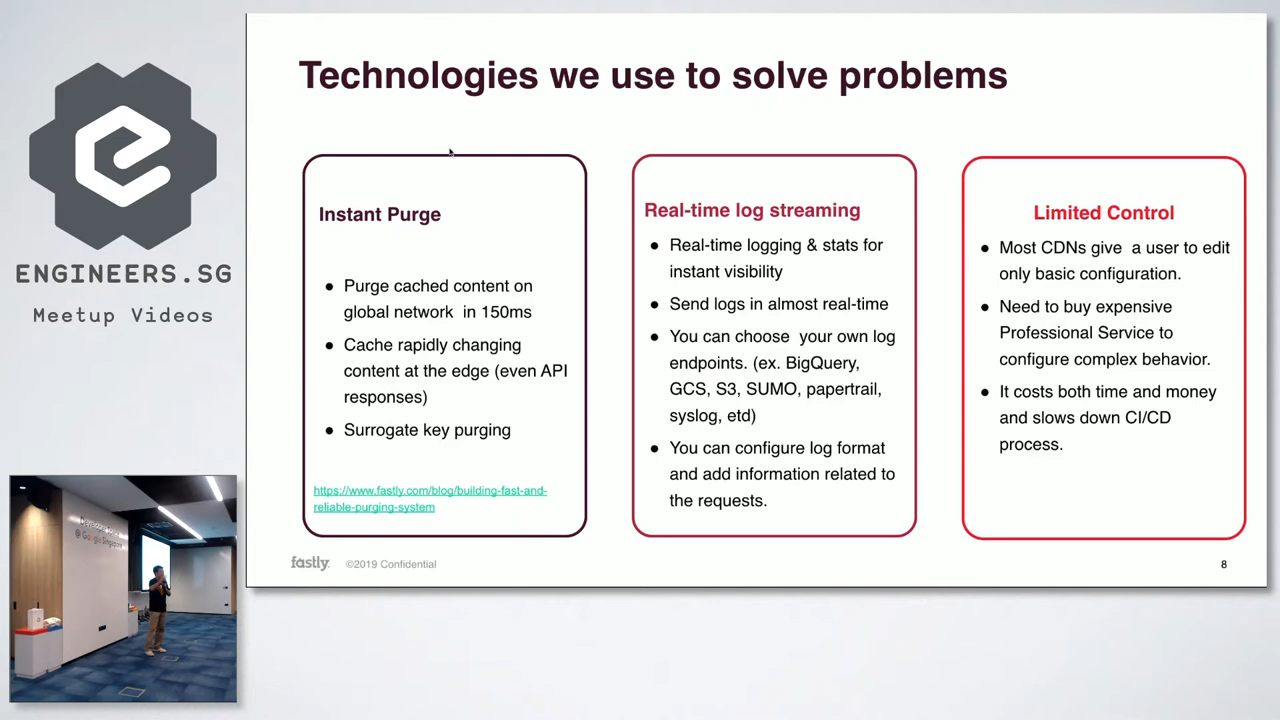 ENGINEERS.SG
Meetup Videos
Technologies we use to solve problems
Instant Purge
● Purge cached content on
global network in 150ms
● Cache rapidly changing
content at the edge (even API
responses)
● Surrogate key purging
https://www.fastly.com/blog/building-fast-and-
reliable-purging-system
Real-time log streaming
● Real-time logging & stats for
instant visibility
● Send logs in almost real-time
● You can choose your own log
endpoints. (ex. BigQuery,
GCS, S3, SUMO, papertrail,
syslog, etd)
● You can configure log format
and add information related to
the requests.
Limited Control
● Most CDNs give a user to edit
only basic configuration.
● Need to buy expensive
Professional Service to
configure complex behavior.
● It costs both time and money
and slows down CI/CD
process.
fastly
©2019 Confidential
8
@ Google Singapore